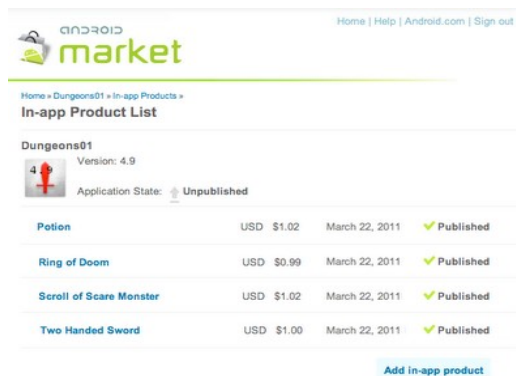 Home | Help | Android.com | Sign out
android
market
Home » Dungeons01 » In-app Products »
In-app Product List
Dungeons01
4.9
Version: 4.9
Application State: Unpublished
Potion USD $1.02 March 22, 2011 Published
Ring of Doom USD $0.99 March 22, 2011 Published
Scroll of Scare Monster USD $1.02 March 22, 2011 Published
Two Handed Sword USD $1.00 March 22, 2011 Published
Add in-app product